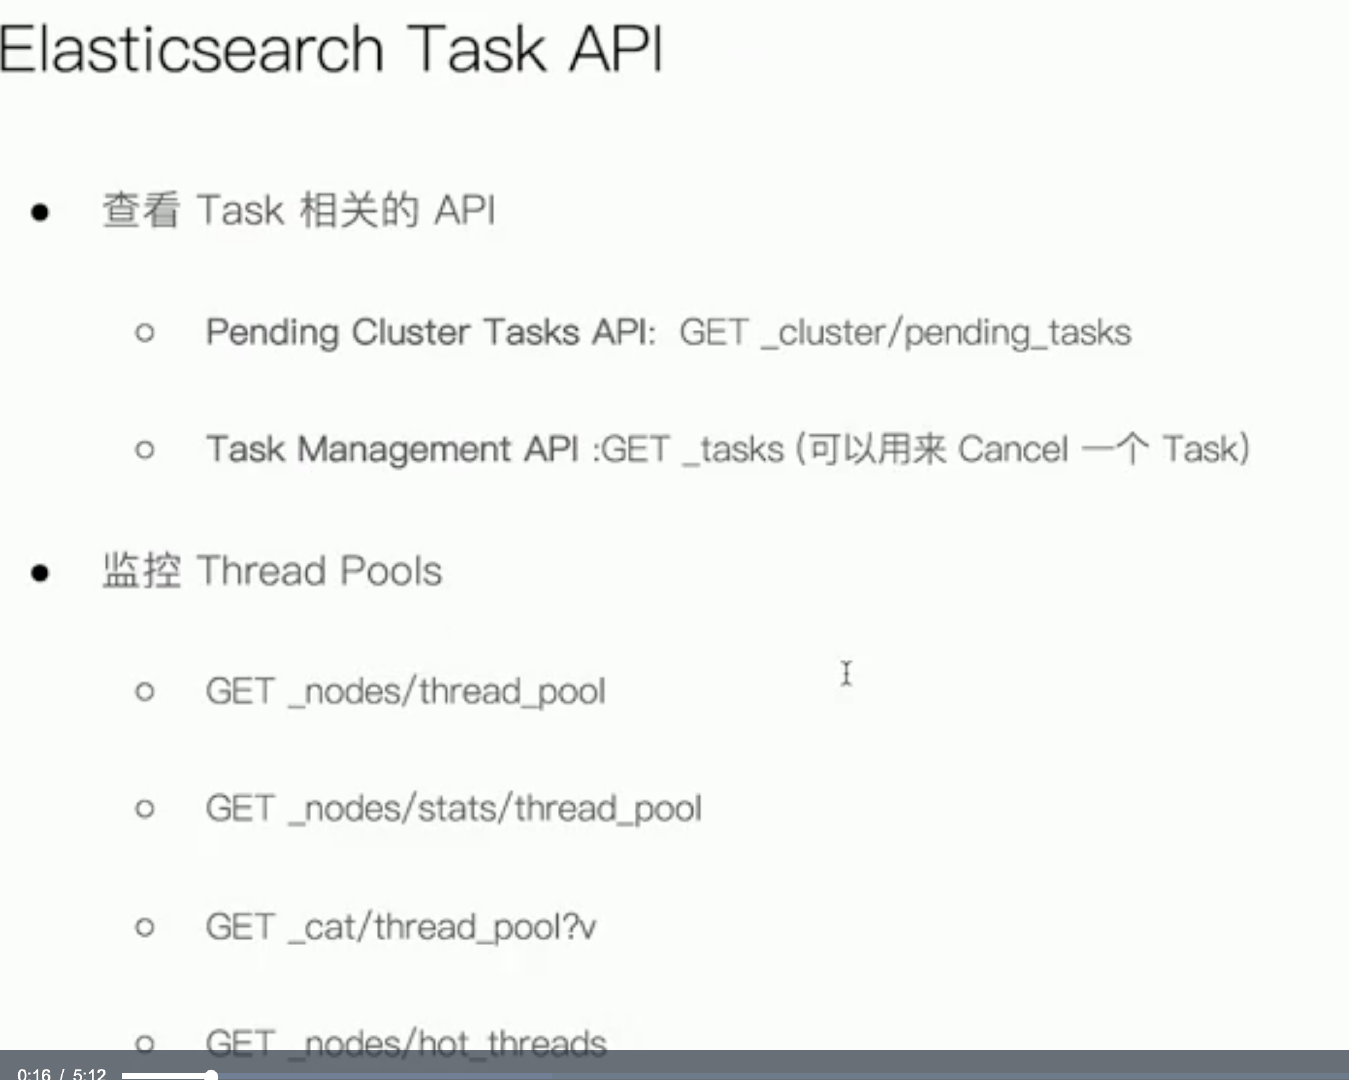 Elasticsearch Task API
● 查看 Task 相关的 API
○ Pending Cluster Tasks API: GET _cluster/pending_tasks
○ Task Management API :GET _tasks (可以用来 Cancel 一个 Task)
● 监控 Thread Pools
○ GET _nodes/thread_pool
○ GET _nodes/stats/thread_pool
○ GET _cat/thread_pool?v
○ GET _nodes/hot_threads
0:16 / 5:12